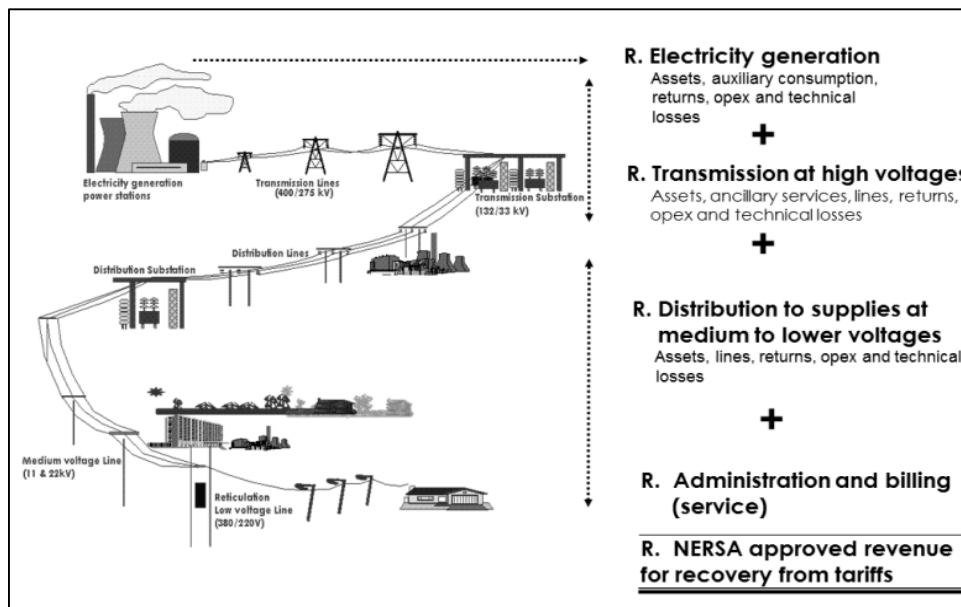 R. Electricity generation
Assets, auxiliary consumption,
returns, opex and technical
losses
+
Electricity generation
power stations
Transmission Lines
(400/275 kV)
Transmission Substation
(132/33 kV)
R. Transmission at high voltages
Assets, ancillary services, lines, returns,
opex and technical losses
+
Distribution Lines
Distribution Substation
R. Distribution to supplies at
medium to lower voltages
Assets, lines, returns, opex and technical
losses
+
Medium voltage Line
(11 & 22kV)
Reticulation
Low voltage Line
(380/220V)
R. Administration and billing
(service)
R. NERSA approved revenue
for recovery from tariffs